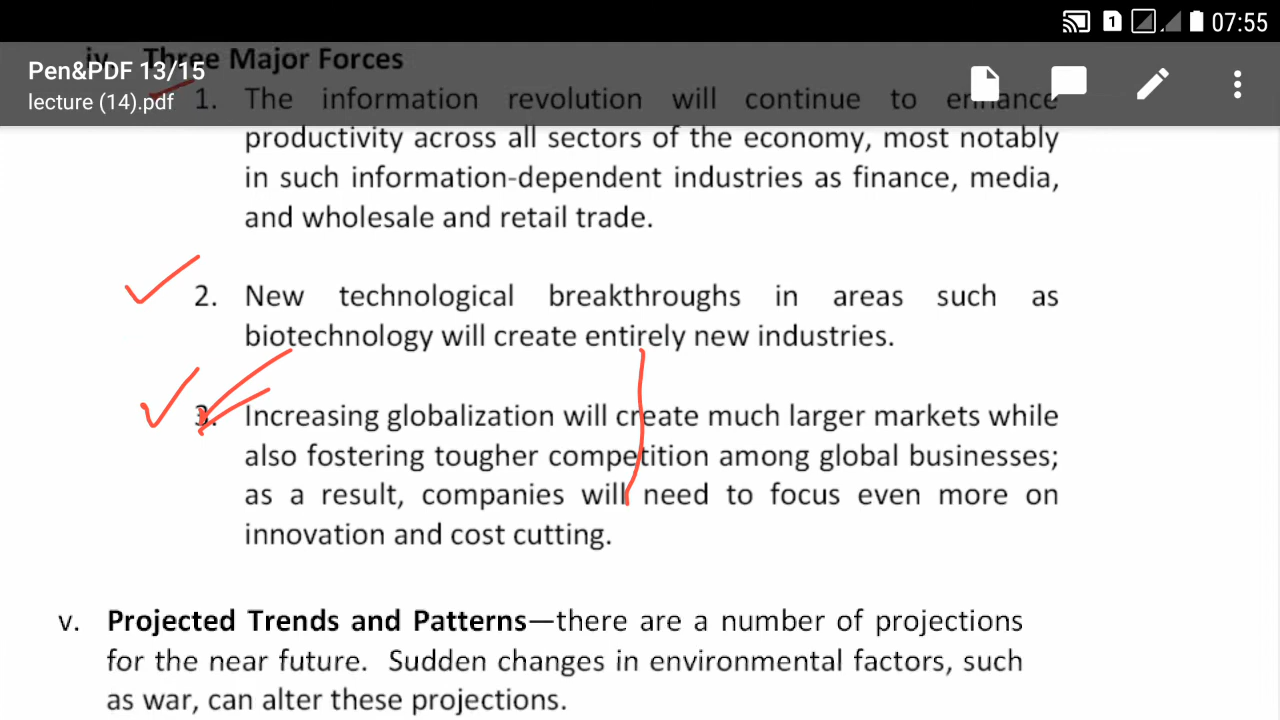 1 07:55
iv. Three Major Forces
Pen&PDF 13/15
lecture (14).pdf
1. The information revolution will continue to enhance
productivity across all sectors of the economy, most notably
in such information-dependent industries as finance, media,
and wholesale and retail trade.
2. New technological breakthroughs in areas such as
biotechnology will create entirely new industries.
3. Increasing globalization will create much larger markets while
also fostering tougher competition among global businesses;
as a result, companies will need to focus even more on
innovation and cost cutting.
v. Projected Trends and Patterns—there are a number of projections
for the near future. Sudden changes in environmental factors, such
as war, can alter these projections.